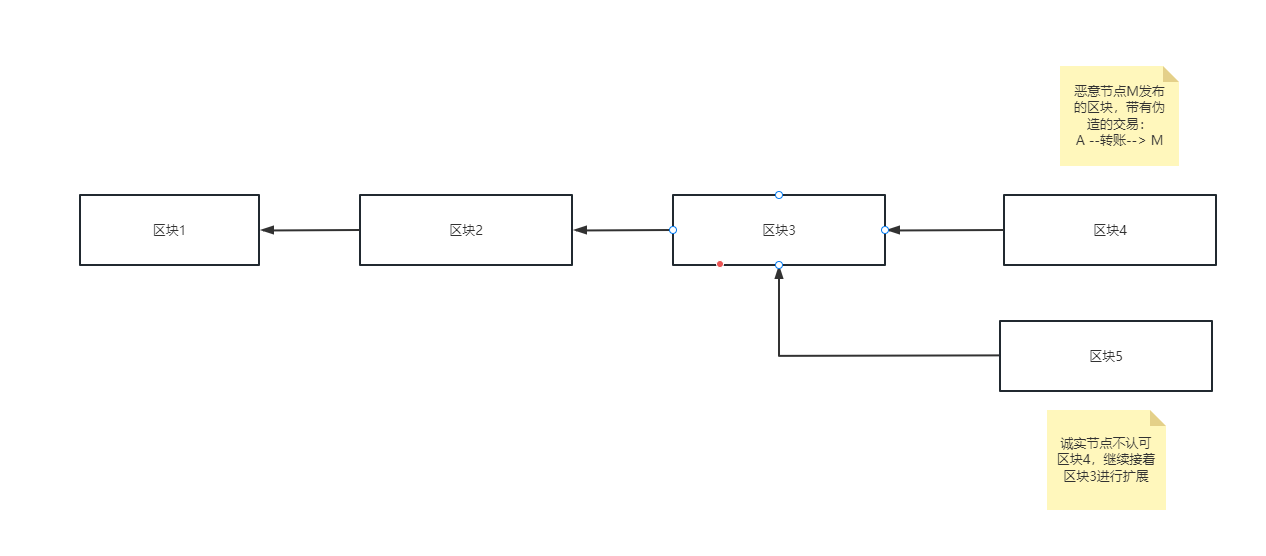 恶意节点M发布
的区块，带有伪
造的交易：
A --转账--> M
区块1
区块2
区块3
区块4
区块5
诚实节点不认可
区块4，继续接着
区块3进行扩展